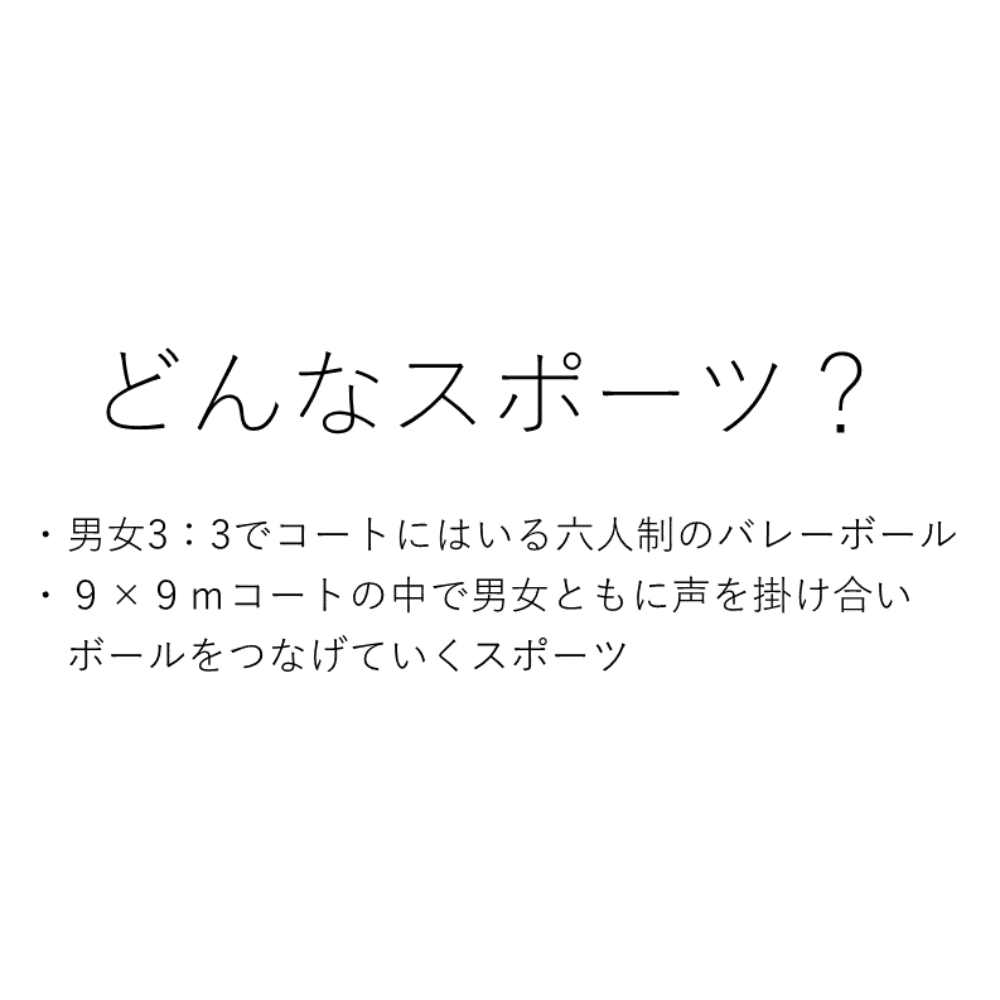 どんなスポーツ？
・男女3：3でコートにはいる六人制のバレーボール
・９×９ｍコートの中で男女ともに声を掛け合い
ボールをつなげていくスポーツ